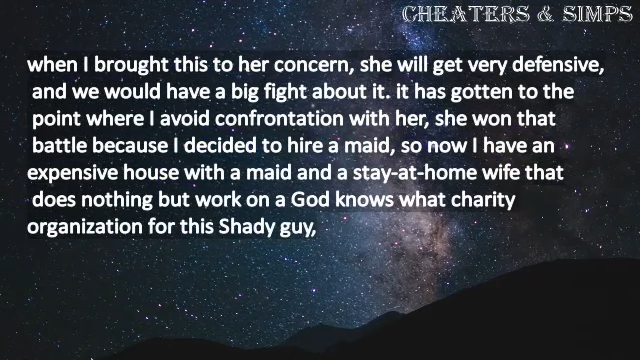 CHEATERS & SIMPS
when I brought this to her concern, she will get very defensive,
and we would have a big fight about it. it has gotten to the
point where I avoid confrontation with her, she won that
battle because I decided to hire a maid, so now I have an
expensive house with a maid and a stay-at-home wife that
does nothing but work on a God knows what charity
organization for this Shady guy,